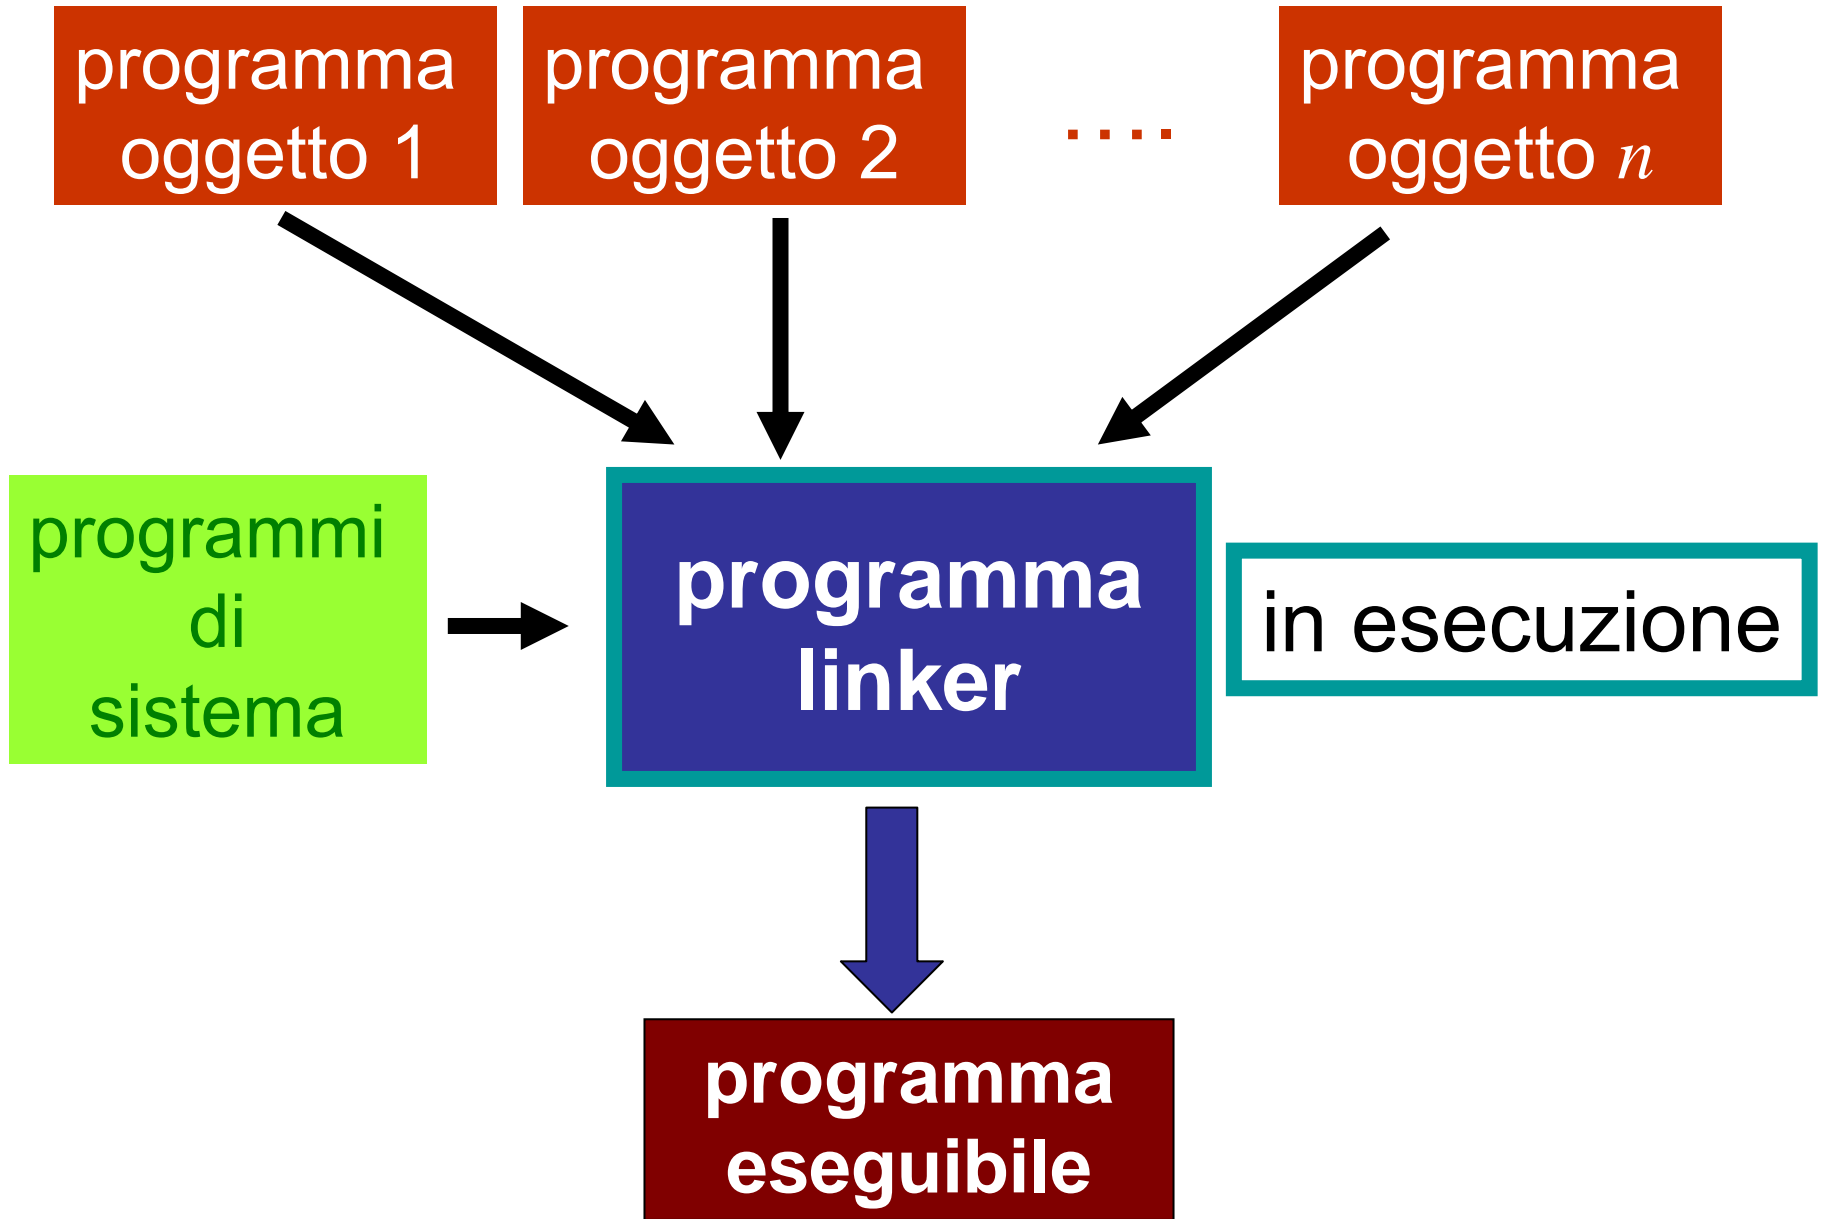 programma
oggetto 1
programma
oggetto 2
....
programma
oggetto n
programmi
di
sistema
programma
linker
in esecuzione
programma
eseguibile